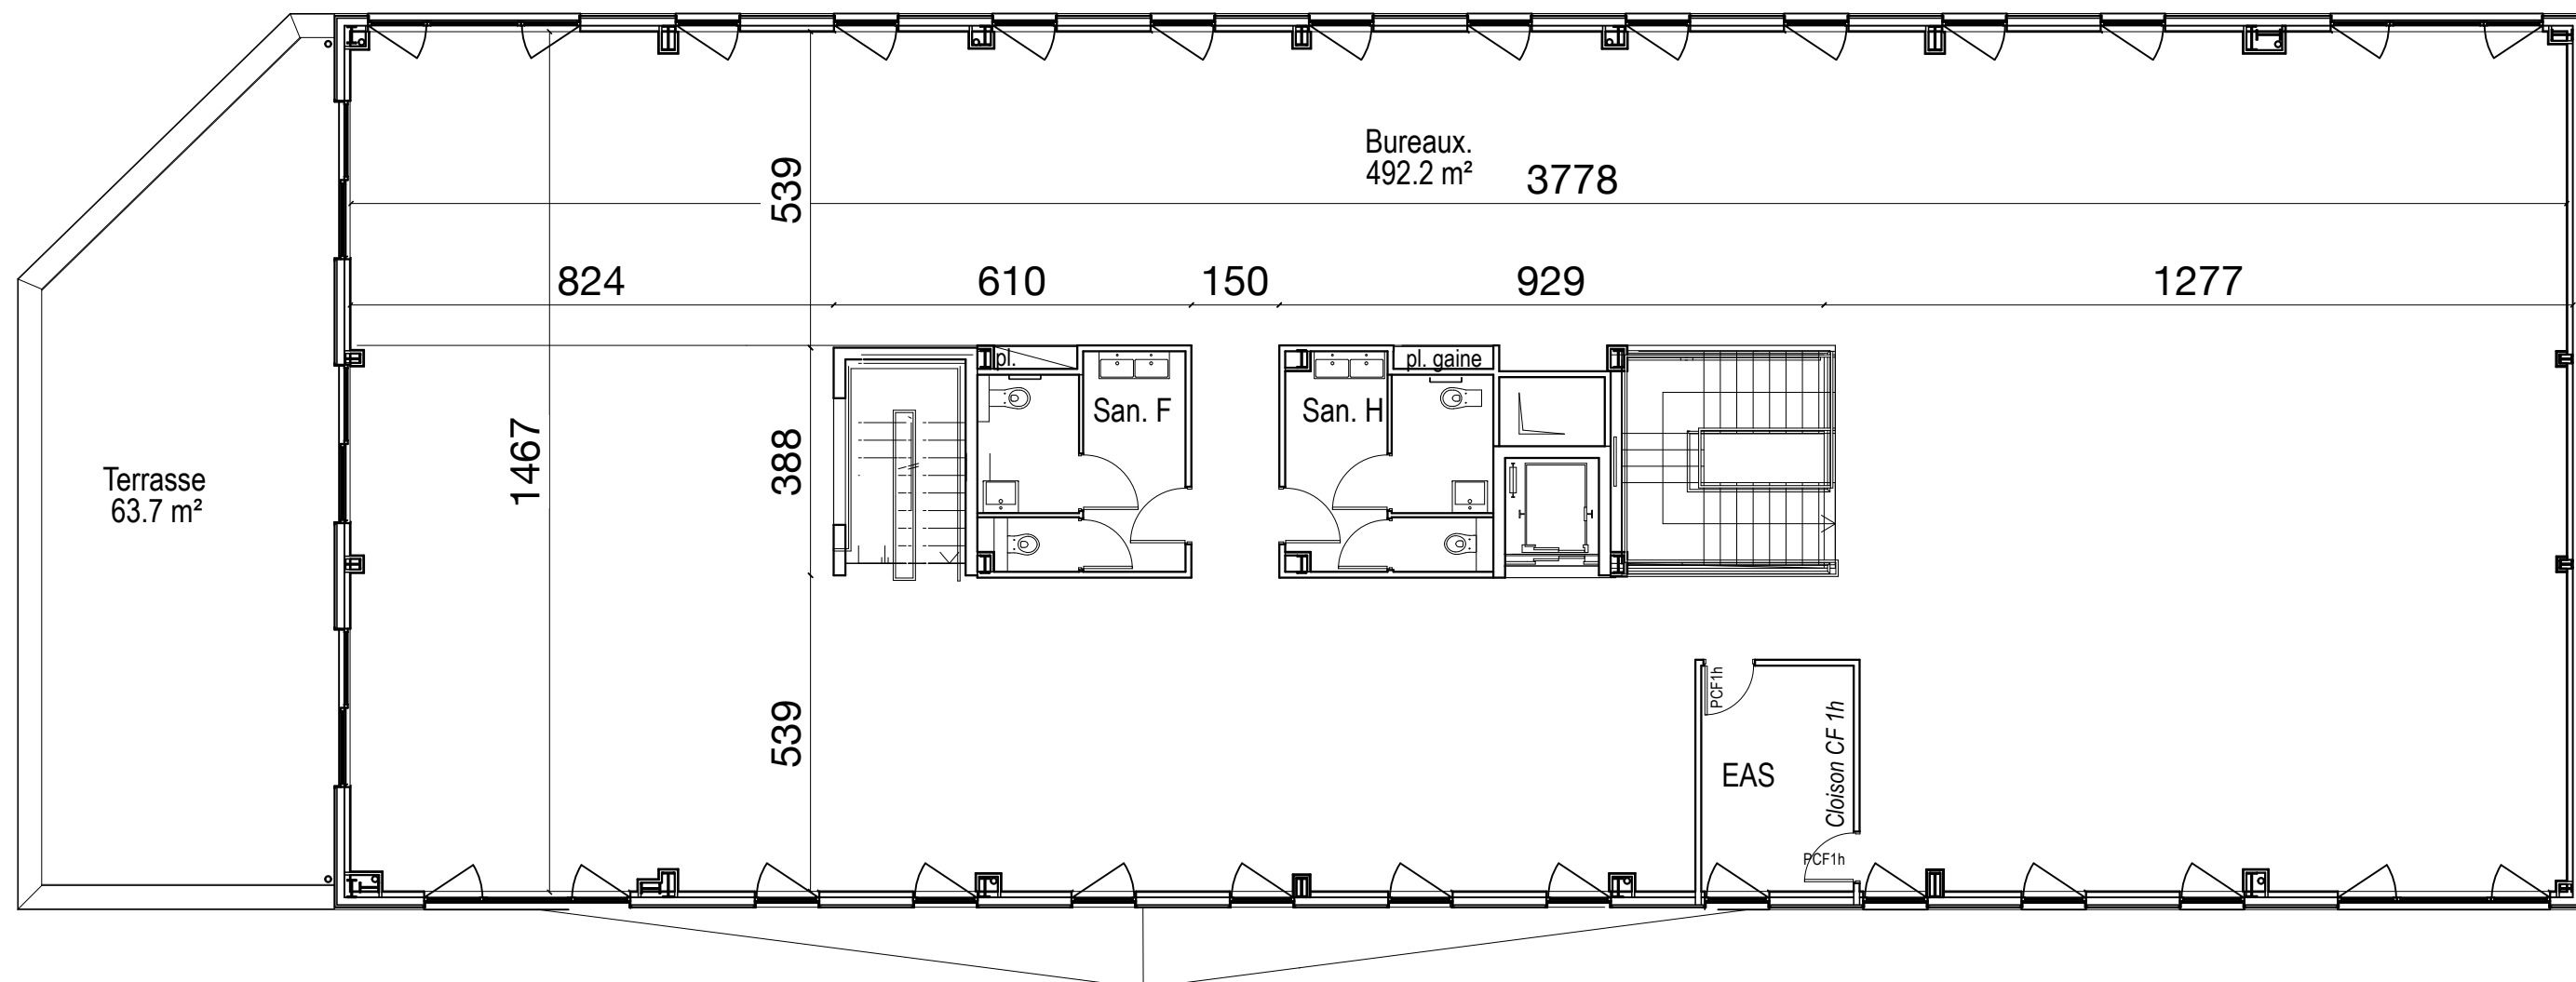 Bureaux.
492.2 m²
3778
539
824
610
150
929
1277
pl.
pl. gaine
San. F
San. H
1467
388
Terrasse
63.7 m²
PCF1h
539
Cloison CF 1h
EAS
PCF1h